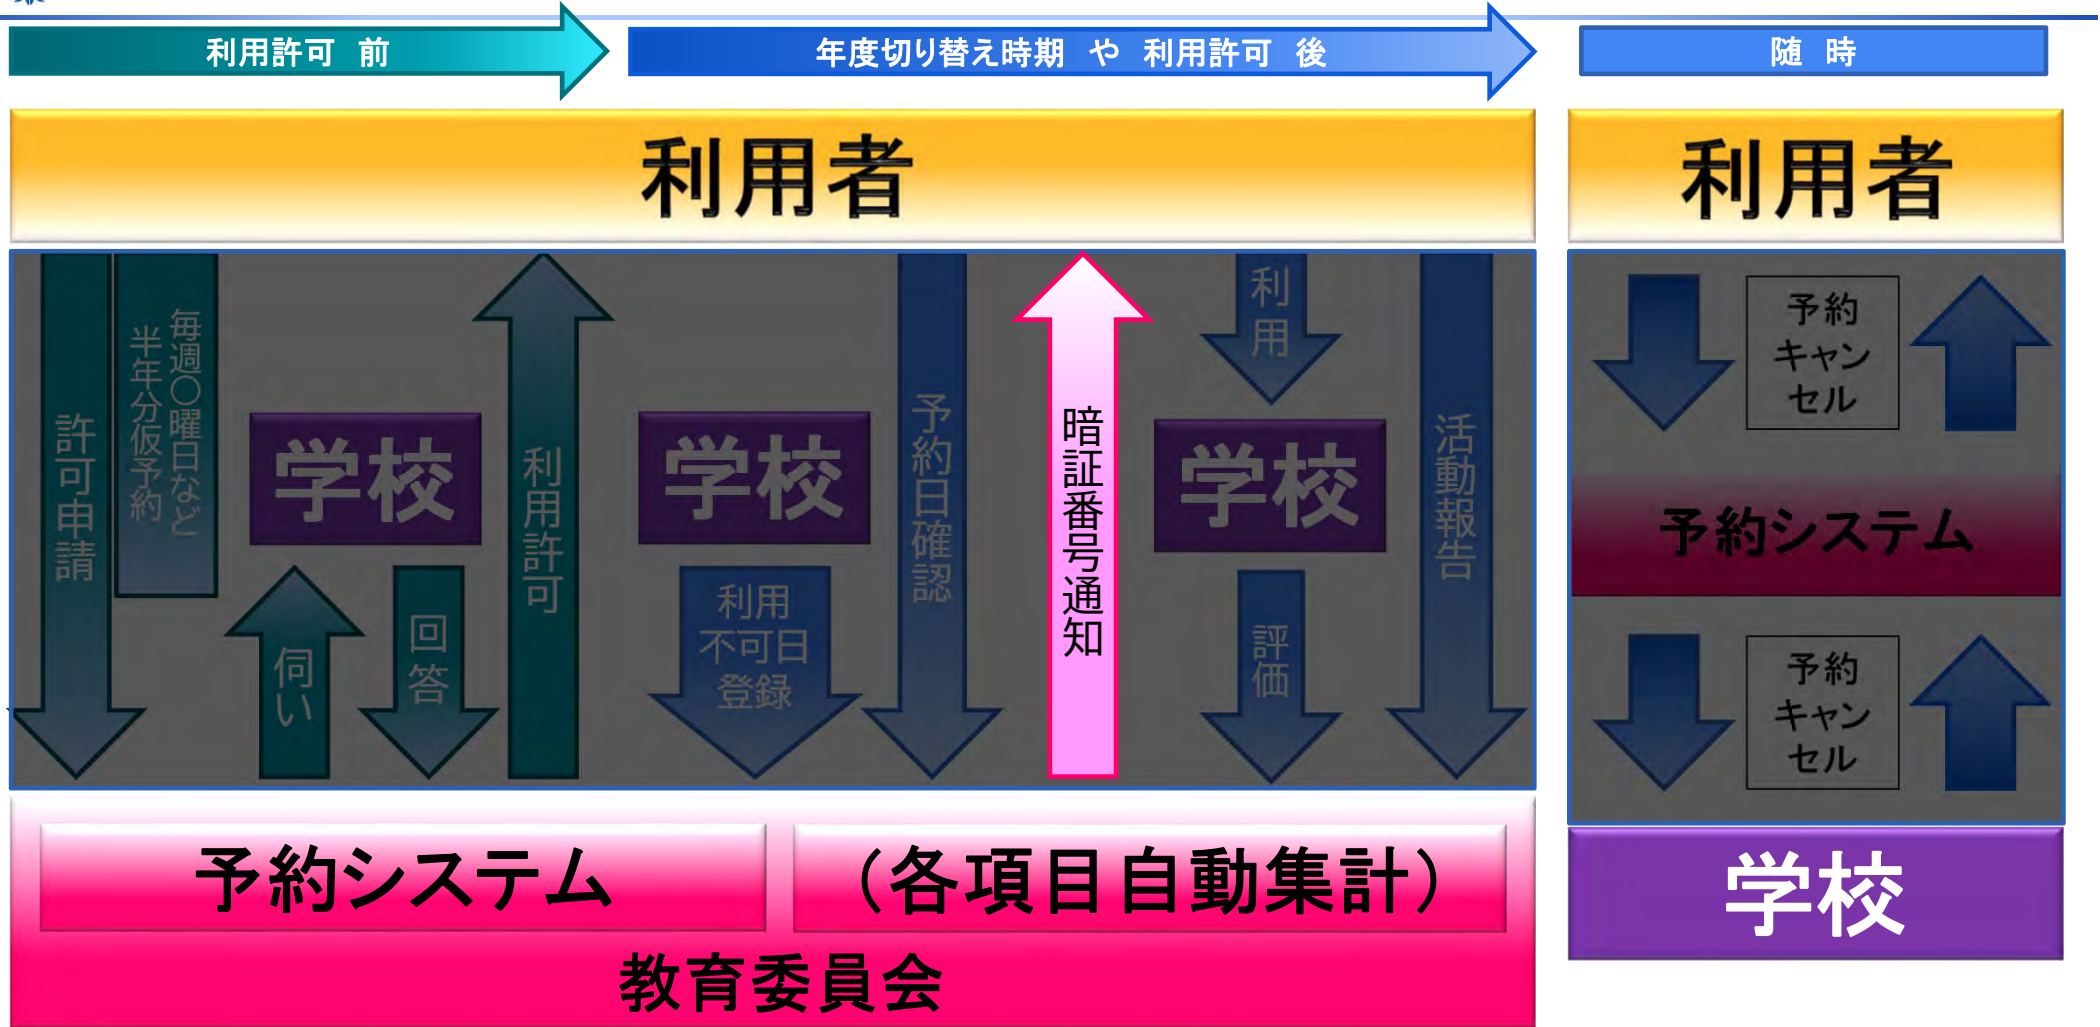 利用許可　前
年度切り替え時期　や　利用許可　後
随　時
利用者
利用者
許可申請
毎週〇曜日など
半年分仮予約
学校
伺い
回答
利用許可
学校
利用
不可日
登録
予約日確認
暗証番号通知
利用
学校
評価
活動報告
予約
キャン
セル
予約システム
予約
キャン
セル
予約システム
（各項目自動集計）
教育委員会
学校